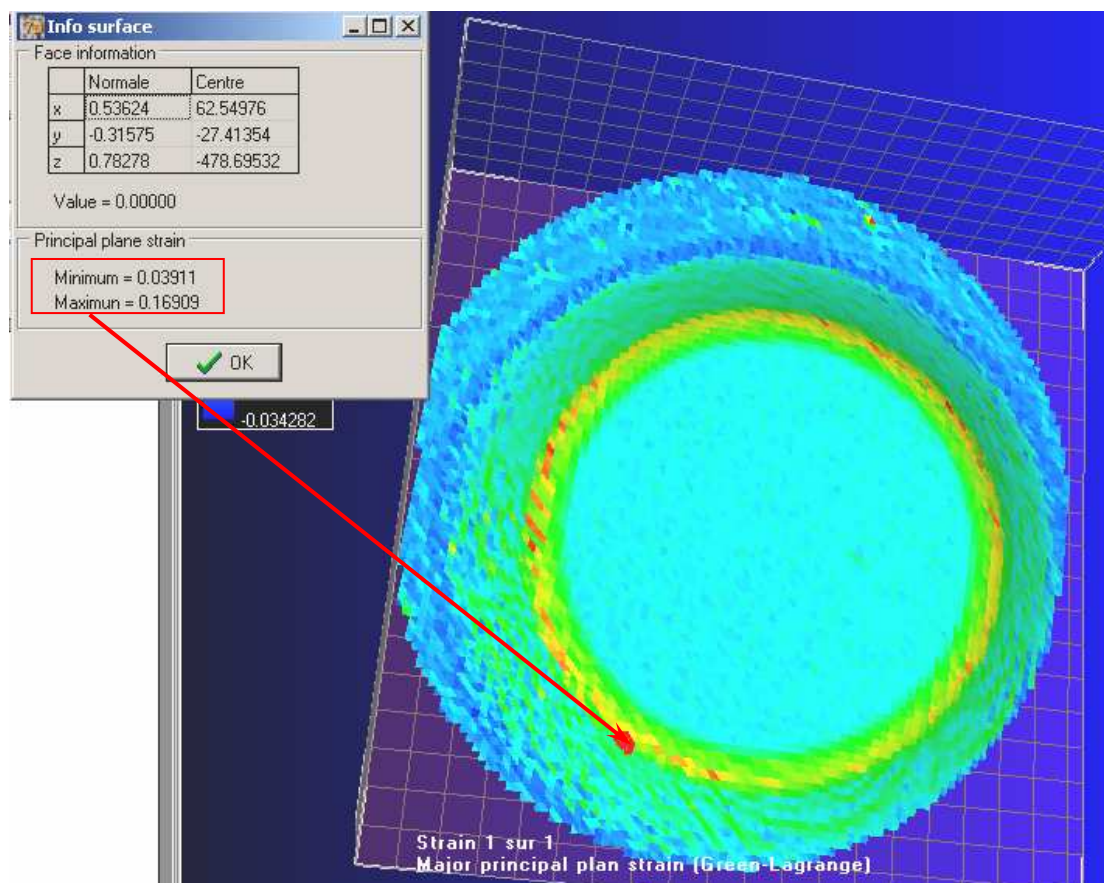 Info surface
Face information
Normale Centre
x 0.53624 62.54976
y -0.31575 -27.41354
z 0.78278 -478.69532
Value = 0.00000
Principal plane strain
Minimum = 0.03911
Maximun = 0.16909
OK
-0.034282
Strain 1 sur 1
Major principal plan strain (Green-Lagrange)